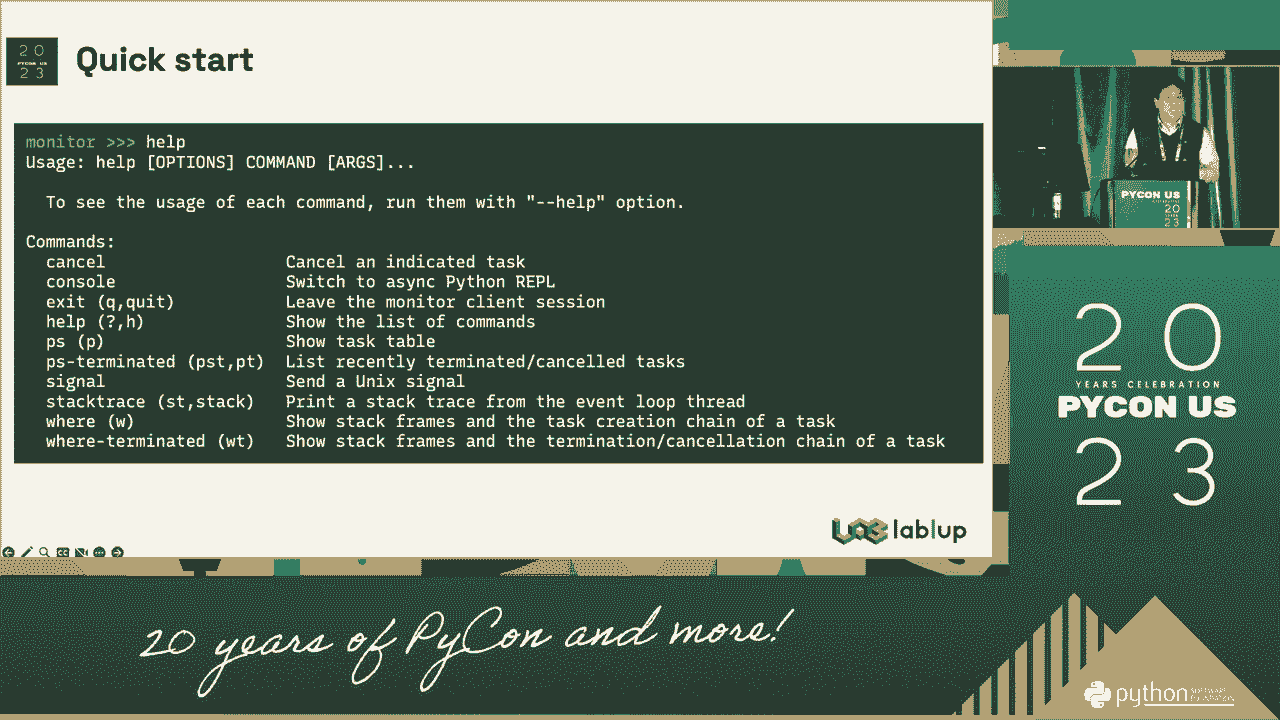 20
PYCON US
23
Quick start
monitor >>> help
Usage: help [OPTIONS] COMMAND [ARGS]...
To see the usage of each command, run them with "--help" option.
Commands:
cancel Cancel an indicated task
console Switch to async Python REPL
exit (q,quit) Leave the monitor client session
help (?,h) Show the list of commands
ps (p) Show task table
ps-terminated (pst,pt) List recently terminated/cancelled tasks
signal Send a Unix signal
stacktrace (st,stack) Print a stack trace from the event loop thread
where (w) Show stack frames and the task creation chain of a task
where-terminated (wt) Show stack frames and the termination/cancellation chain of a task
lablup
PYCON US
20
23
20
YEARS CELEBRATION
PYCON US
23
20 years of PyCon and more!
python
SOFTWARE
FOUNDATION